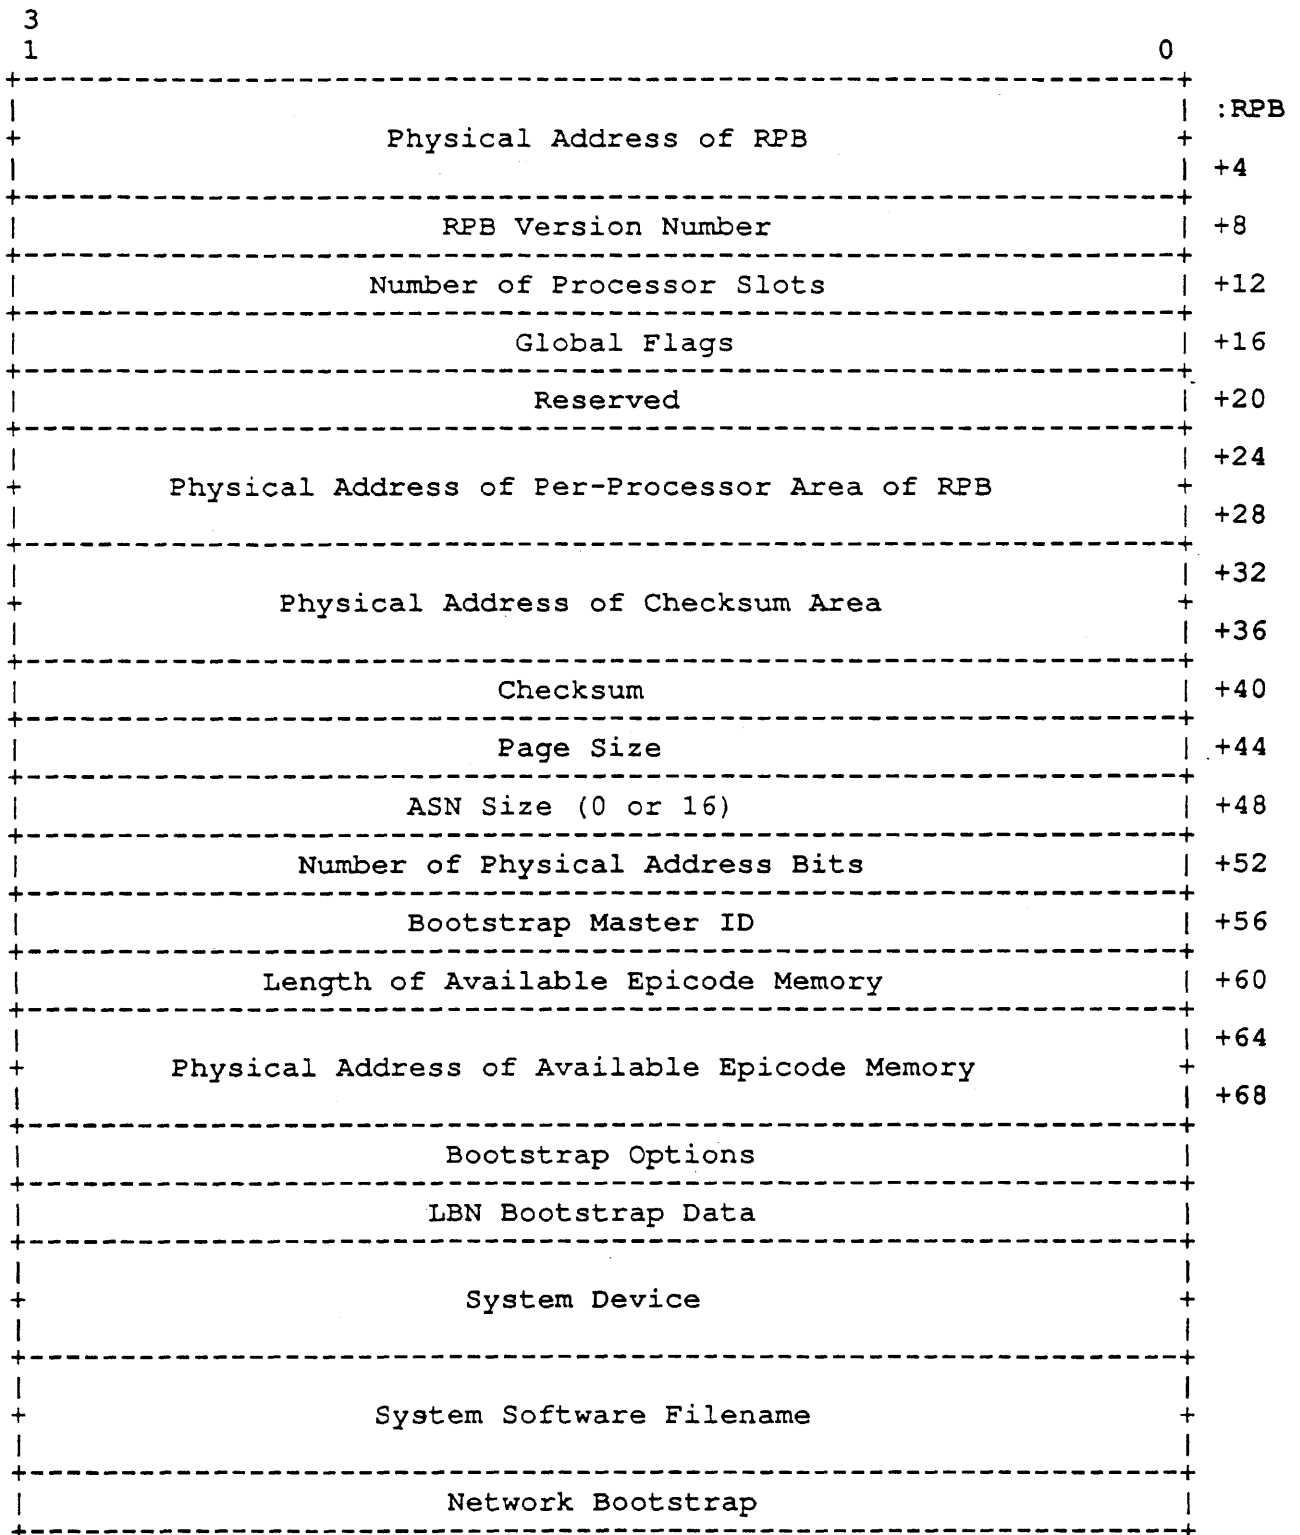 3
1 0
:RPB
Physical Address of RPB
+4
RPB Version Number +8
Number of Processor Slots +12
Global Flags +16
Reserved +20
+24
Physical Address of Per-Processor Area of RPB
+28
+32
Physical Address of Checksum Area
+36
Checksum +40
Page Size +44
ASN Size (0 or 16) +48
Number of Physical Address Bits +52
Bootstrap Master ID +56
Length of Available Epicode Memory +60
+64
Physical Address of Available Epicode Memory
+68
Bootstrap Options
LBN Bootstrap Data
System Device
System Software Filename
Network Bootstrap